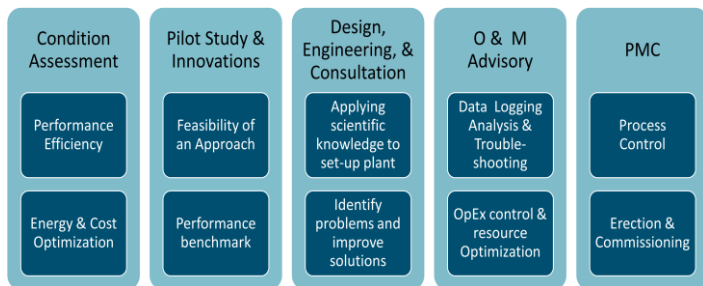 Condition
Assessment
Performance
Efficiency
Energy & Cost
Optimization
Pilot Study &
Innovations
Feasibility of
an Approach
Performance
benchmark
Design,
Engineering, &
Consultation
Applying
scientific
knowledge to
set-up plant
Identify
problems and
improve
solutions
O & M
Advisory
Data Logging
Analysis &
Trouble-
shooting
OpEx control &
resource
Optimization
PMC
Process
Control
Erection &
Commissioning